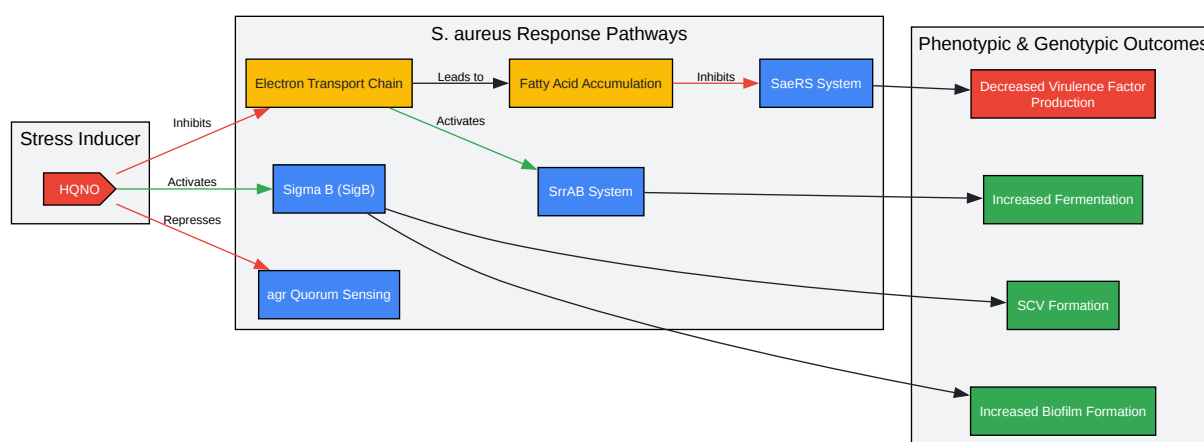 S. aureus Response Pathways
Phenotypic & Genotypic Outcomes
Electron Transport Chain
Leads to
Fatty Acid Accumulation
Inhibits
SaeRS System
Decreased Virulence Factor
Production
Stress Inducer
Inhibits
Activates
HQNO
Activates
Sigma B (SigB)
SrrAB System
Increased Fermentation
Represses
agr Quorum Sensing
SCV Formation
Increased Biofilm Formation